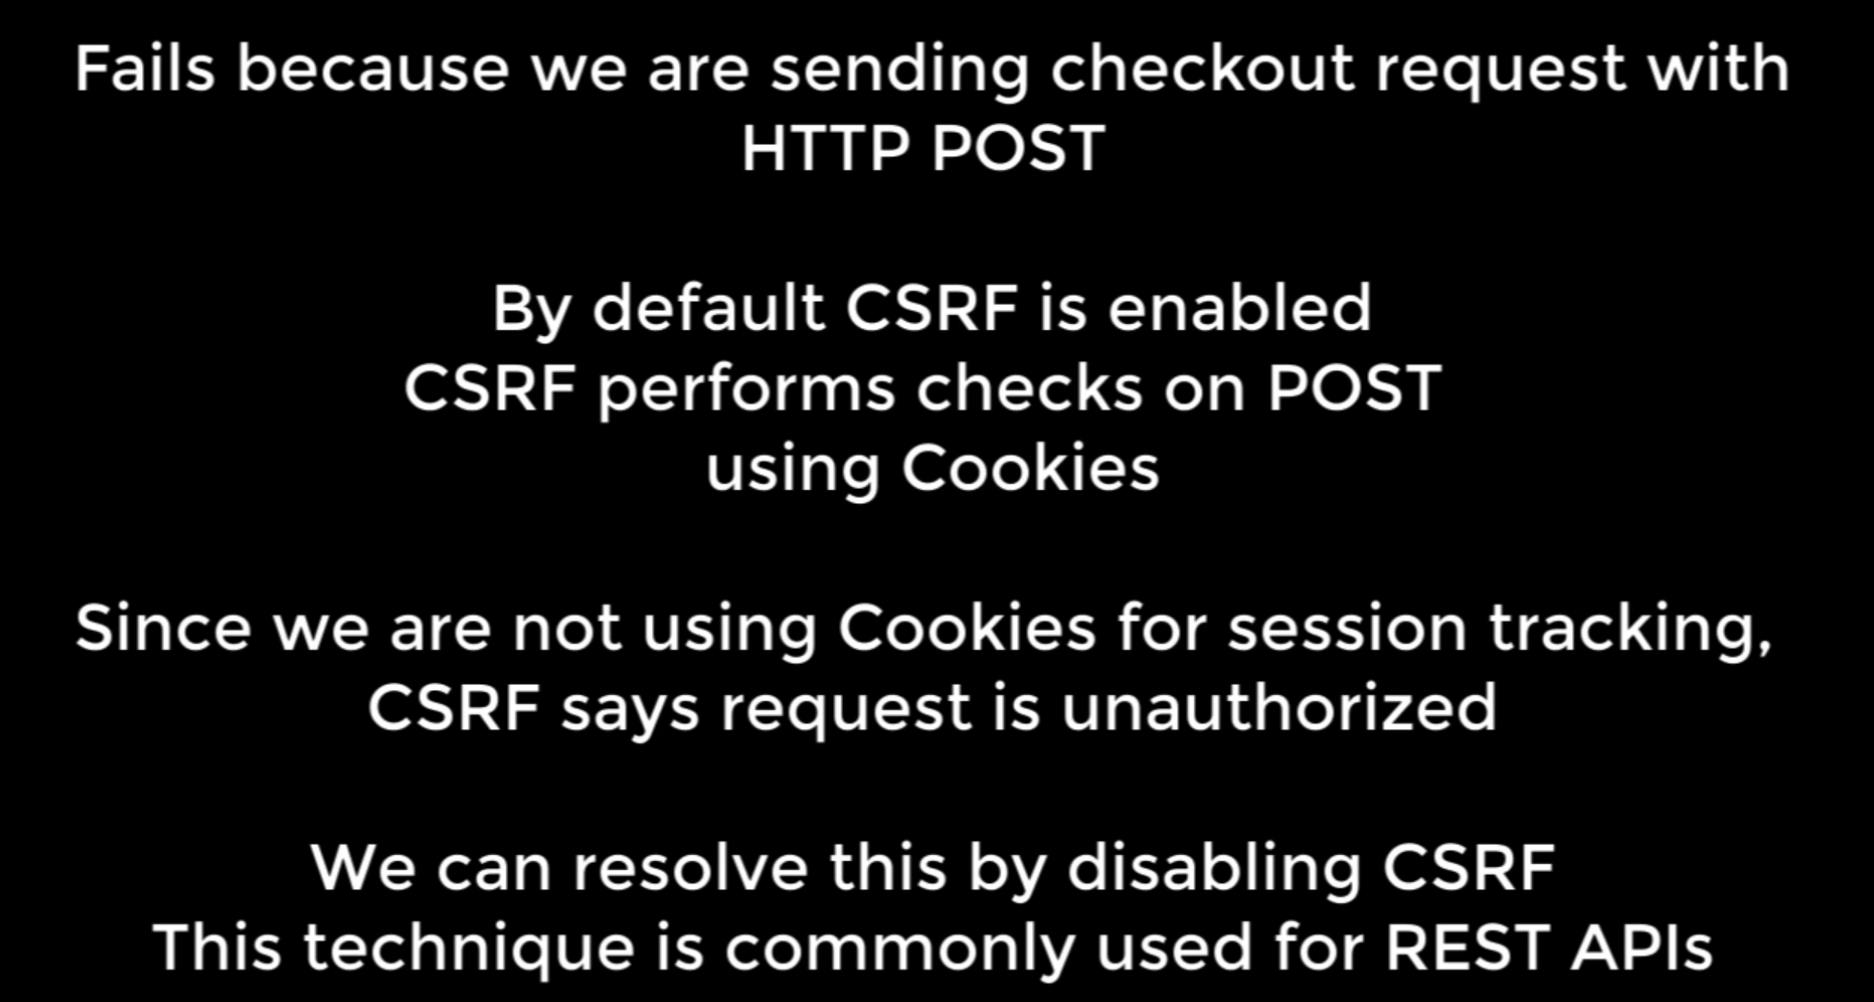 Fails because we are sending checkout request with
HTTP POST
By default CSRF is enabled
CSRF performs checks on POST
using Cookies
Since we are not using Cookies for session tracking,
CSRF says request is unauthorized
We can resolve this by disabling CSRF
This technique is commonly used for REST APIs